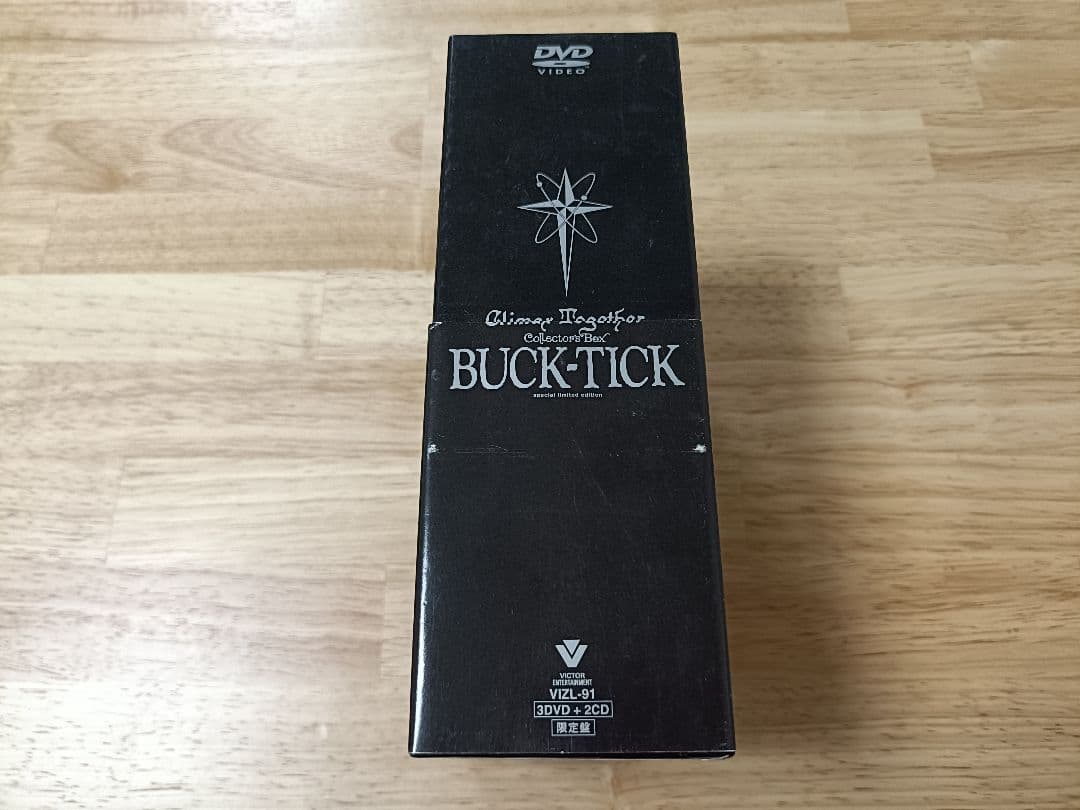 DVD
VIDEO
Climax Together
Collectors' Box
BUCK-TICK
special limited edition
VICTOR
ENTERTAINMENT
VIZL-91
3DVD + 2CD
限定盤